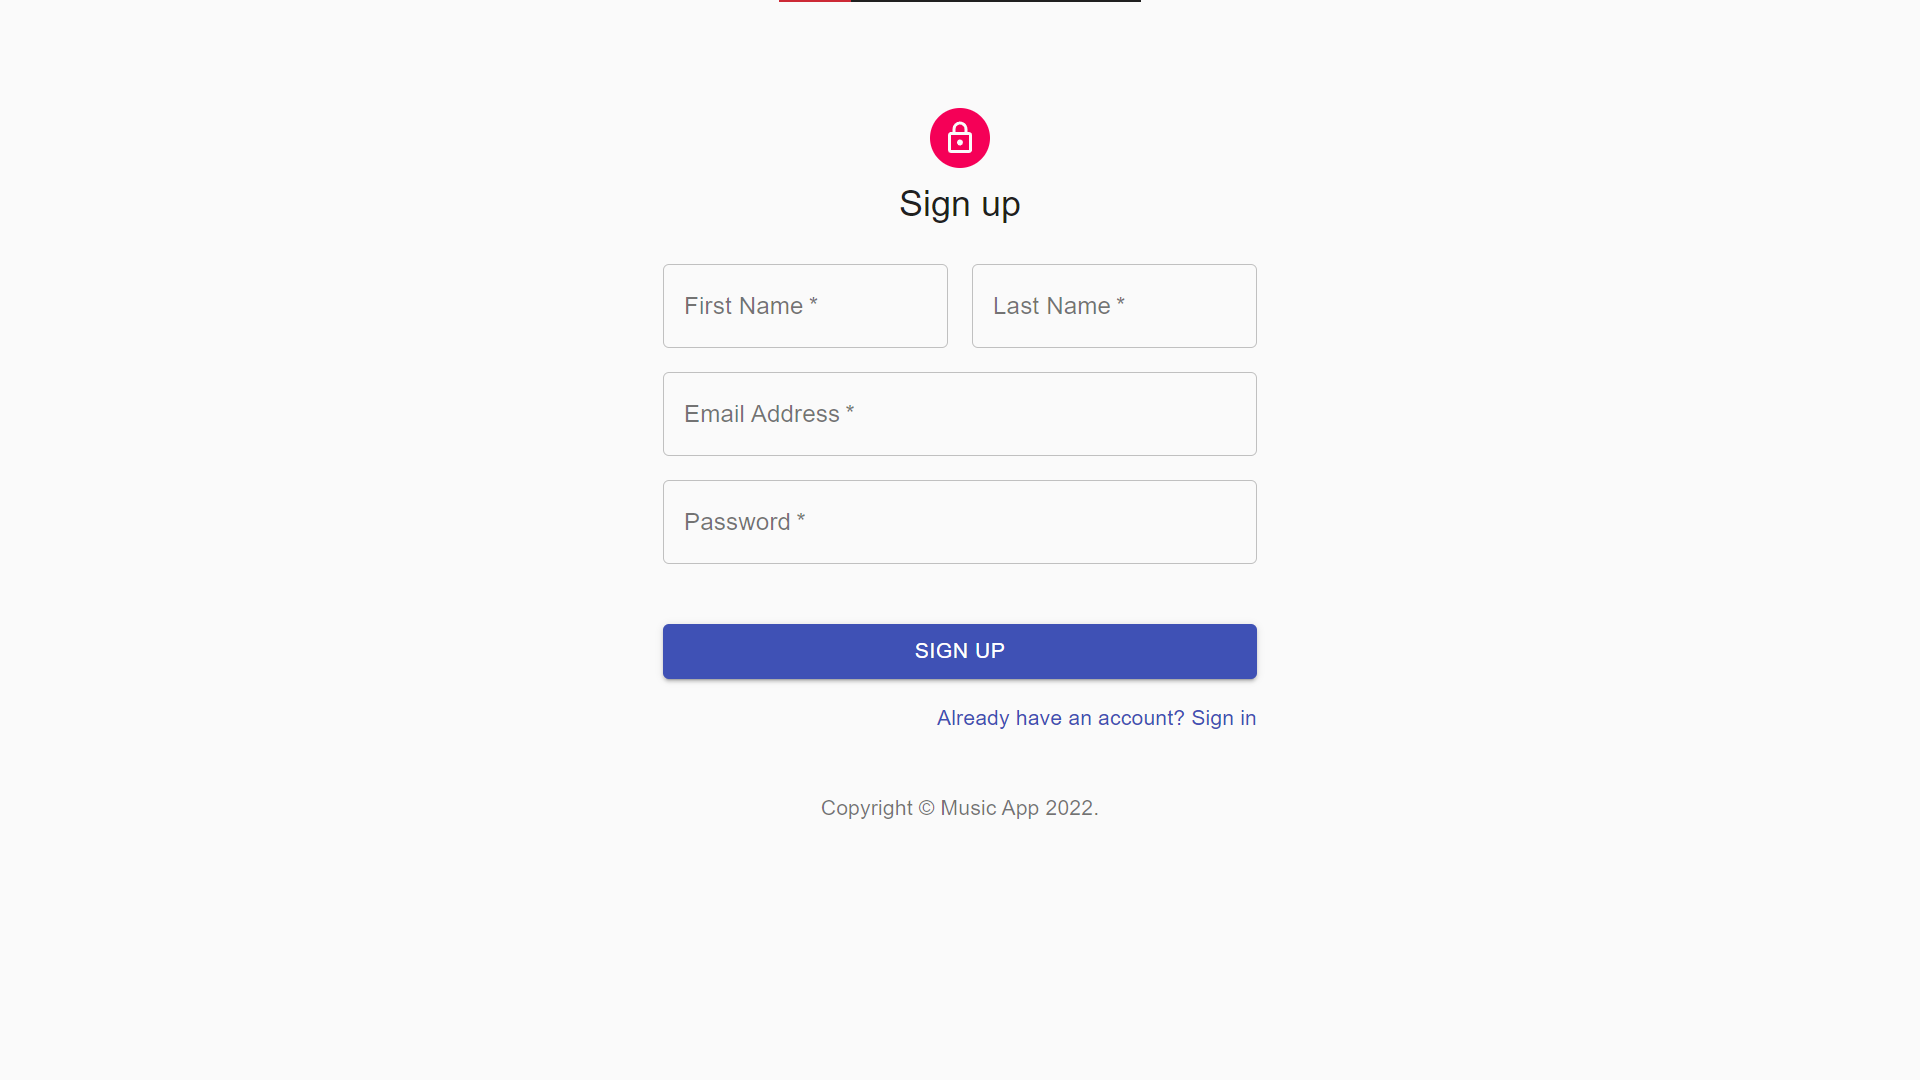 Sign up
First Name *
Last Name *
Email Address *
Password *
SIGN UP
Already have an account? Sign in
Copyright © Music App 2022.